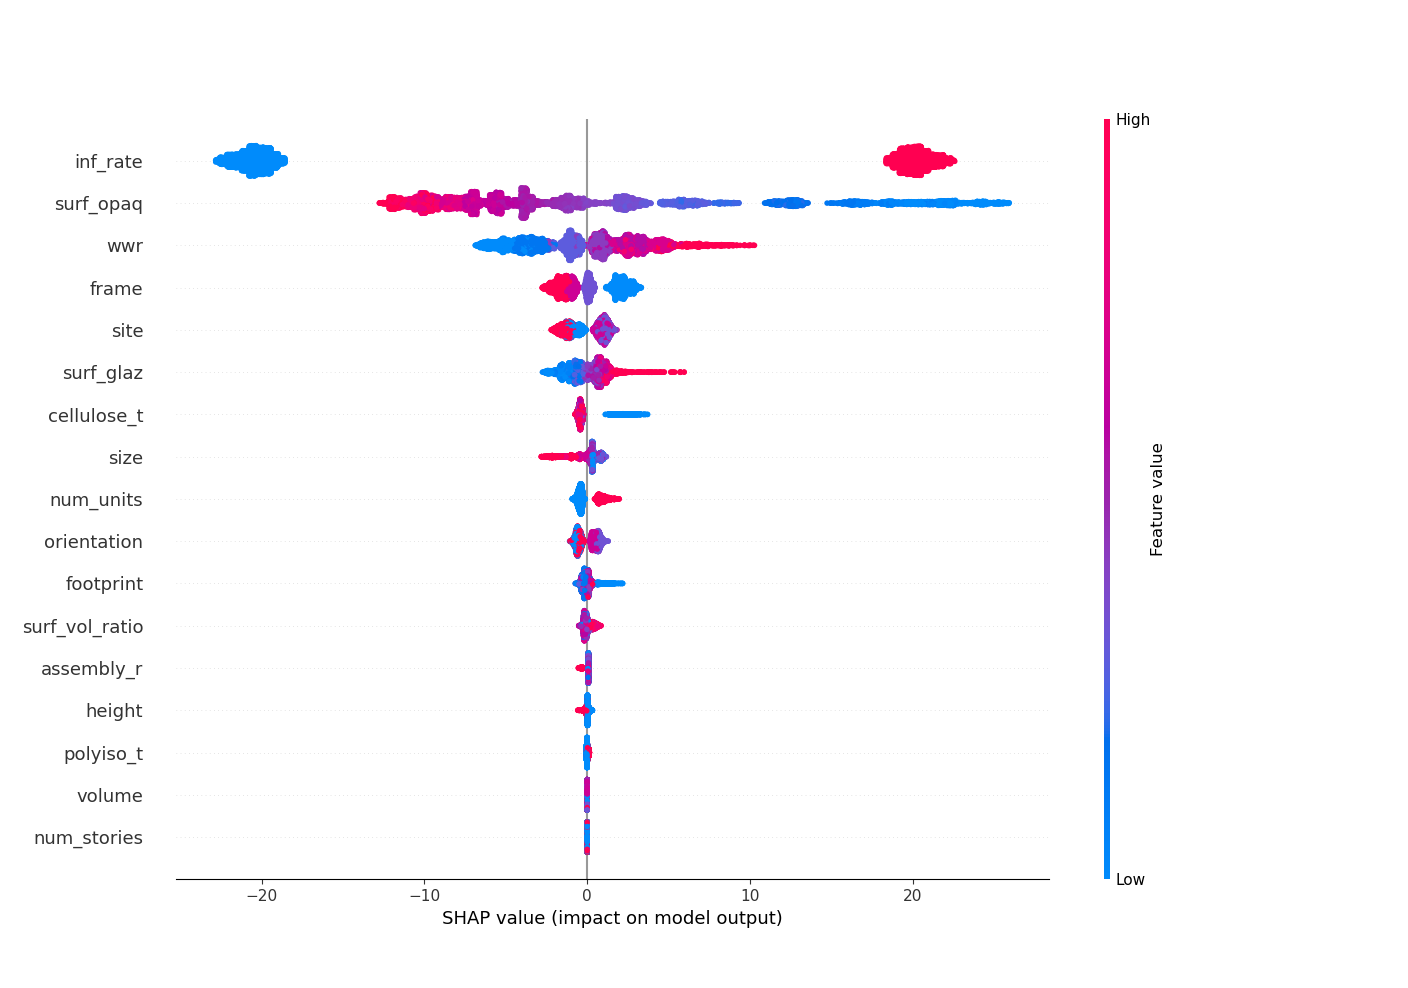 High
inf_rate
surf_opaq
wwr
frame
site
surf_glaz
cellulose_t
size
num_units
orientation
footprint
surf_vol_ratio
assembly_r
height
polyiso_t
volume
num_stories
Feature value
Low
−20
−10
0
10
20
SHAP value (impact on model output)